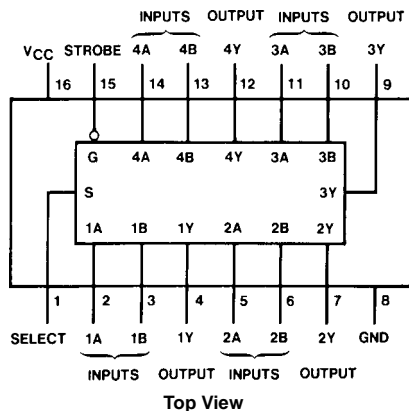 INPUTS OUTPUT INPUTS OUTPUT
VCC STROBE 4A 4B 4Y 3A 3B 3Y
16 15 14 13 12 11 10 9
G 4A 4B 4Y 3A 3B
S 3Y
1A 1B 1Y 2A 2B 2Y
1 2 3 4 5 6 7 8
SELECT 1A 1B 1Y 2A 2B 2Y GND
INPUTS OUTPUT INPUTS OUTPUT
Top View